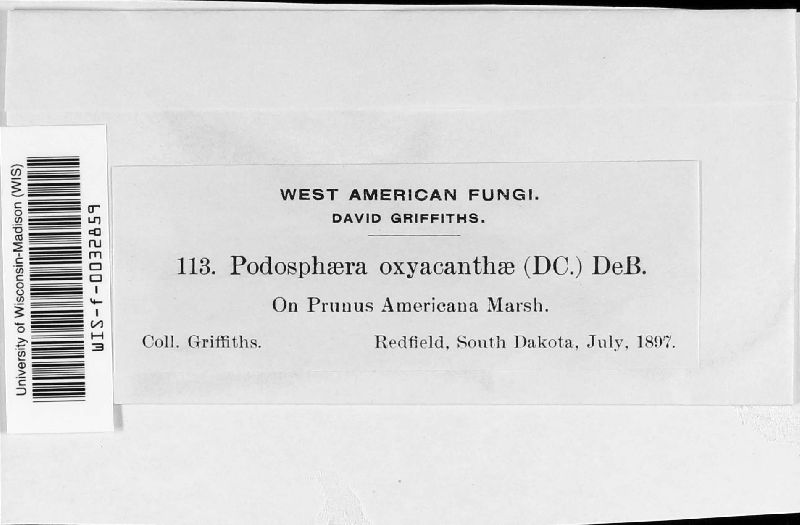 WEST AMERICAN FUNGI.
DAVID GRIFFITHS.
113. Podosphæra oxyacanthæ (DC.) DeB.
On Prunus Americana Marsh.
Coll. Griffiths. Redfield, South Dakota, July, 1897.
University of Wisconsin-Madison (WIS)
WIS-f-0032859